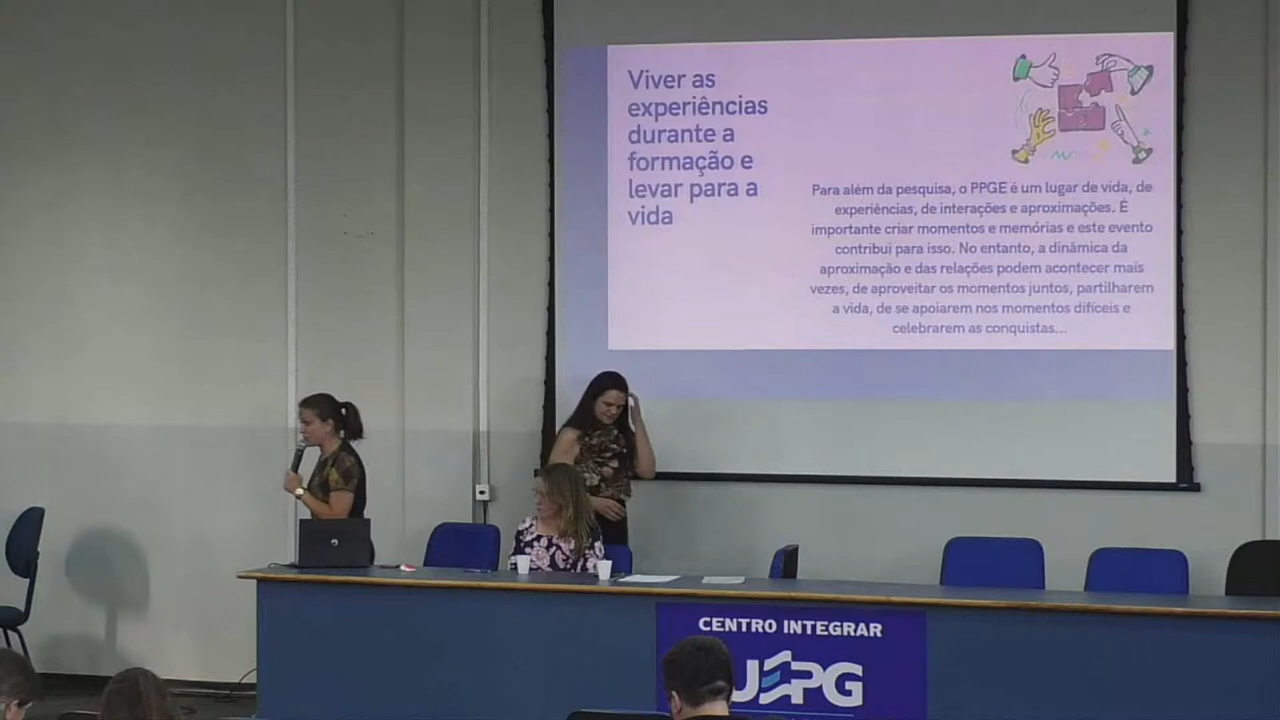 Viver as
experiências
durante a
formação e
levar para a
vida
Para além da pesquisa, o PPGE é um lugar de vida, de
experiências, de interações e aproximações. É
importante criar momentos e memórias e este evento
contribui para isso. No entanto, a dinâmica da
aproximação e das relações podem acontecer mais
vezes, de aproveitar os momentos juntos, partilharem
a vida, de se apoiarem nos momentos difíceis e
celebrarem as conquistas...
CENTRO INTEGRAR
UEPG